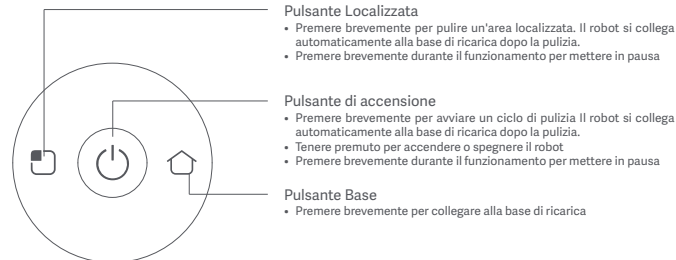 Pulsante Localizzata
• Premere brevemente per pulire un'area localizzata. Il robot si collega
automaticamente alla base di ricarica dopo la pulizia.
• Premere brevemente durante il funzionamento per mettere in pausa
Pulsante di accensione
• Premere brevemente per avviare un ciclo di pulizia Il robot si collega
automaticamente alla base di ricarica dopo la pulizia.
• Tenere premuto per accendere o spegnere il robot
• Premere brevemente durante il funzionamento per mettere in pausa
Pulsante Base
• Premere brevemente per collegare alla base di ricarica